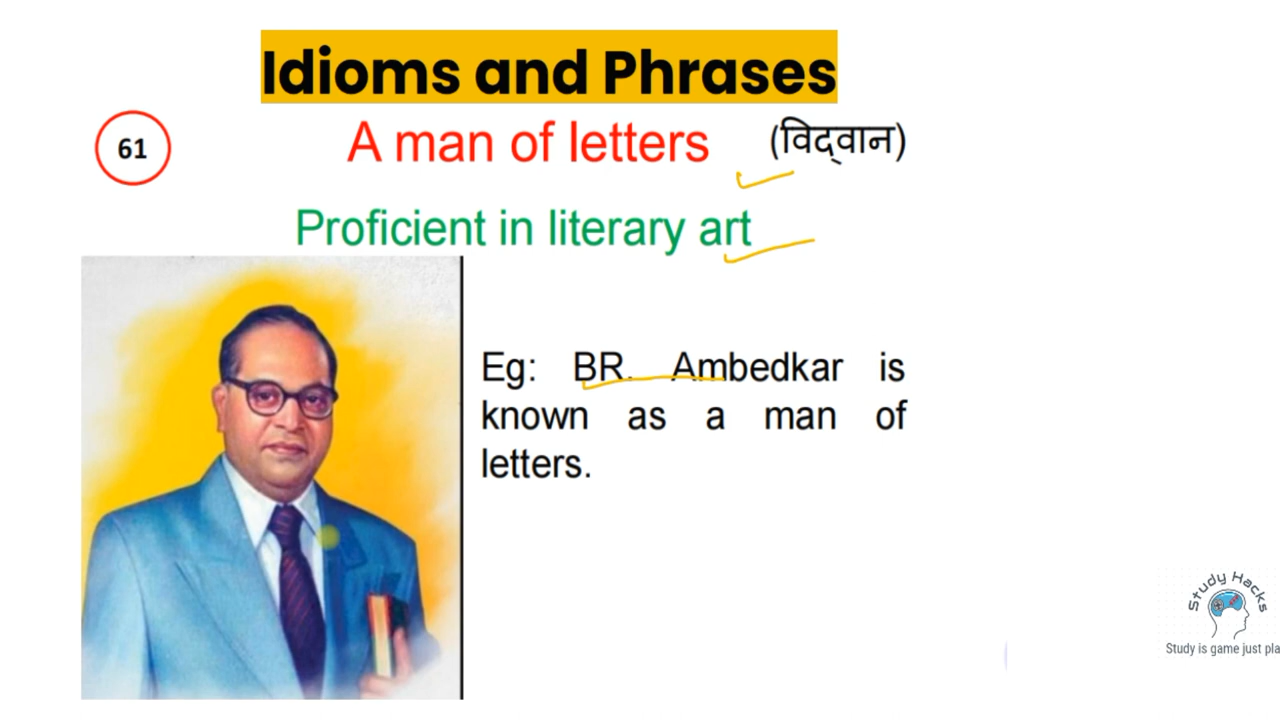 Idioms and Phrases
61
A man of letters (विद्‌वान)
Proficient in literary art
Eg: BR. Ambedkar is
known as a man of
letters.
Study Hacks
Study is game just pla